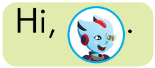 Hi, .